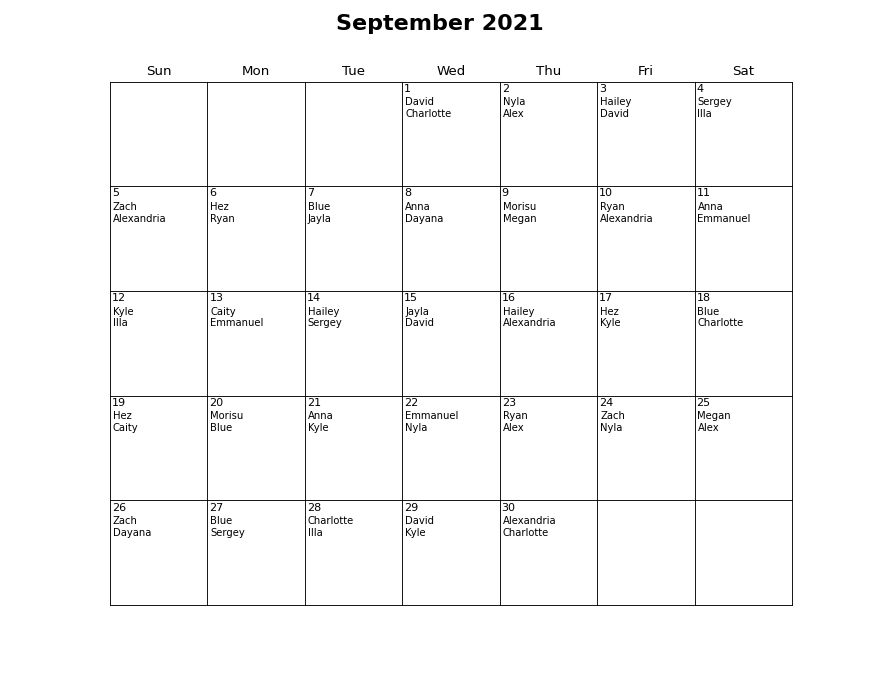 September 2021
Sun Mon Tue Wed Thu Fri Sat
1 2 3 4
David Nyla Hailey Sergey
Charlotte Alex David Illa
5 6 7 8 9 10 11
Zach Hez Blue Anna Morisu Ryan Anna
Alexandria Ryan Jayla Dayana Megan Alexandria Emmanuel
12 13 14 15 16 17 18
Kyle Caity Hailey Jayla Hailey Hez Blue
Illa Emmanuel Sergey David Alexandria Kyle Charlotte
19 20 21 22 23 24 25
Hez Morisu Anna Emmanuel Ryan Zach Megan
Caity Blue Kyle Nyla Alex Nyla Alex
26 27 28 29 30
Zach Blue Charlotte David Alexandria
Dayana Sergey Illa Kyle Charlotte